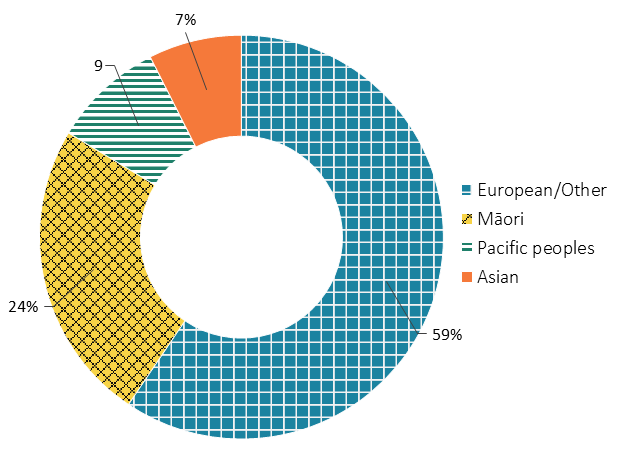 7%
9
24%
59%
European/Other
Māori
Pacific peoples
Asian